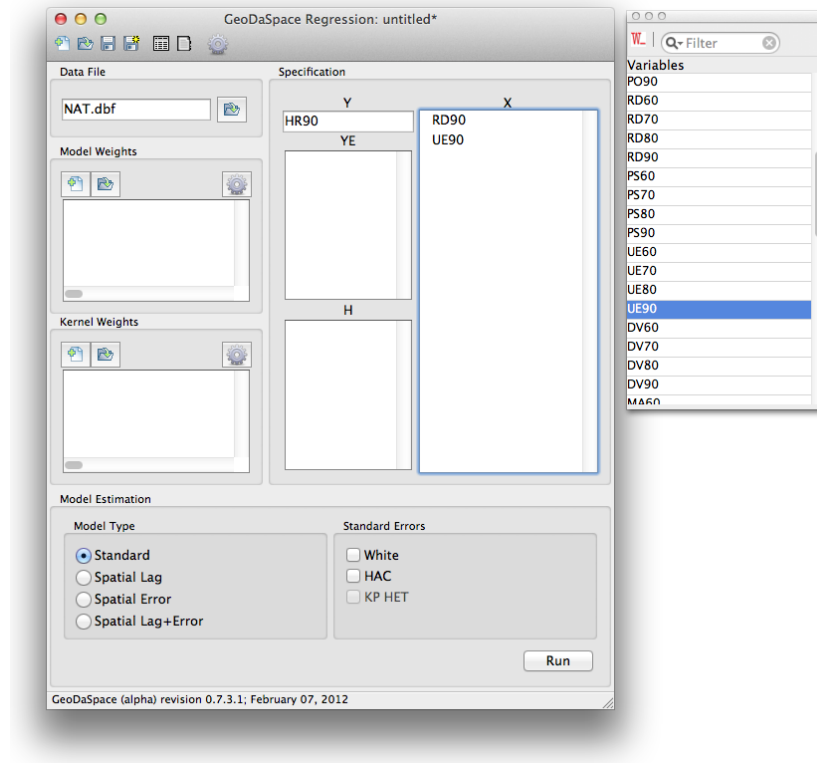 GeoDaSpace Regression: untitled*
Data File
NAT.dbf
Model Weights
Kernel Weights
Specification
Y
HR90
YE
H
X
RD90
UE90
Model Estimation
Model Type
Standard
Spatial Lag
Spatial Error
Spatial Lag+Error
Standard Errors
White
HAC
KP HET
Run
GeoDaSpace (alpha) revision 0.7.3.1; February 07, 2012
W_
Filter
Variables
PO90
RD60
RD70
RD80
RD90
PS60
PS70
PS80
PS90
UE60
UE70
UE80
UE90
DV60
DV70
DV80
DV90
MA60